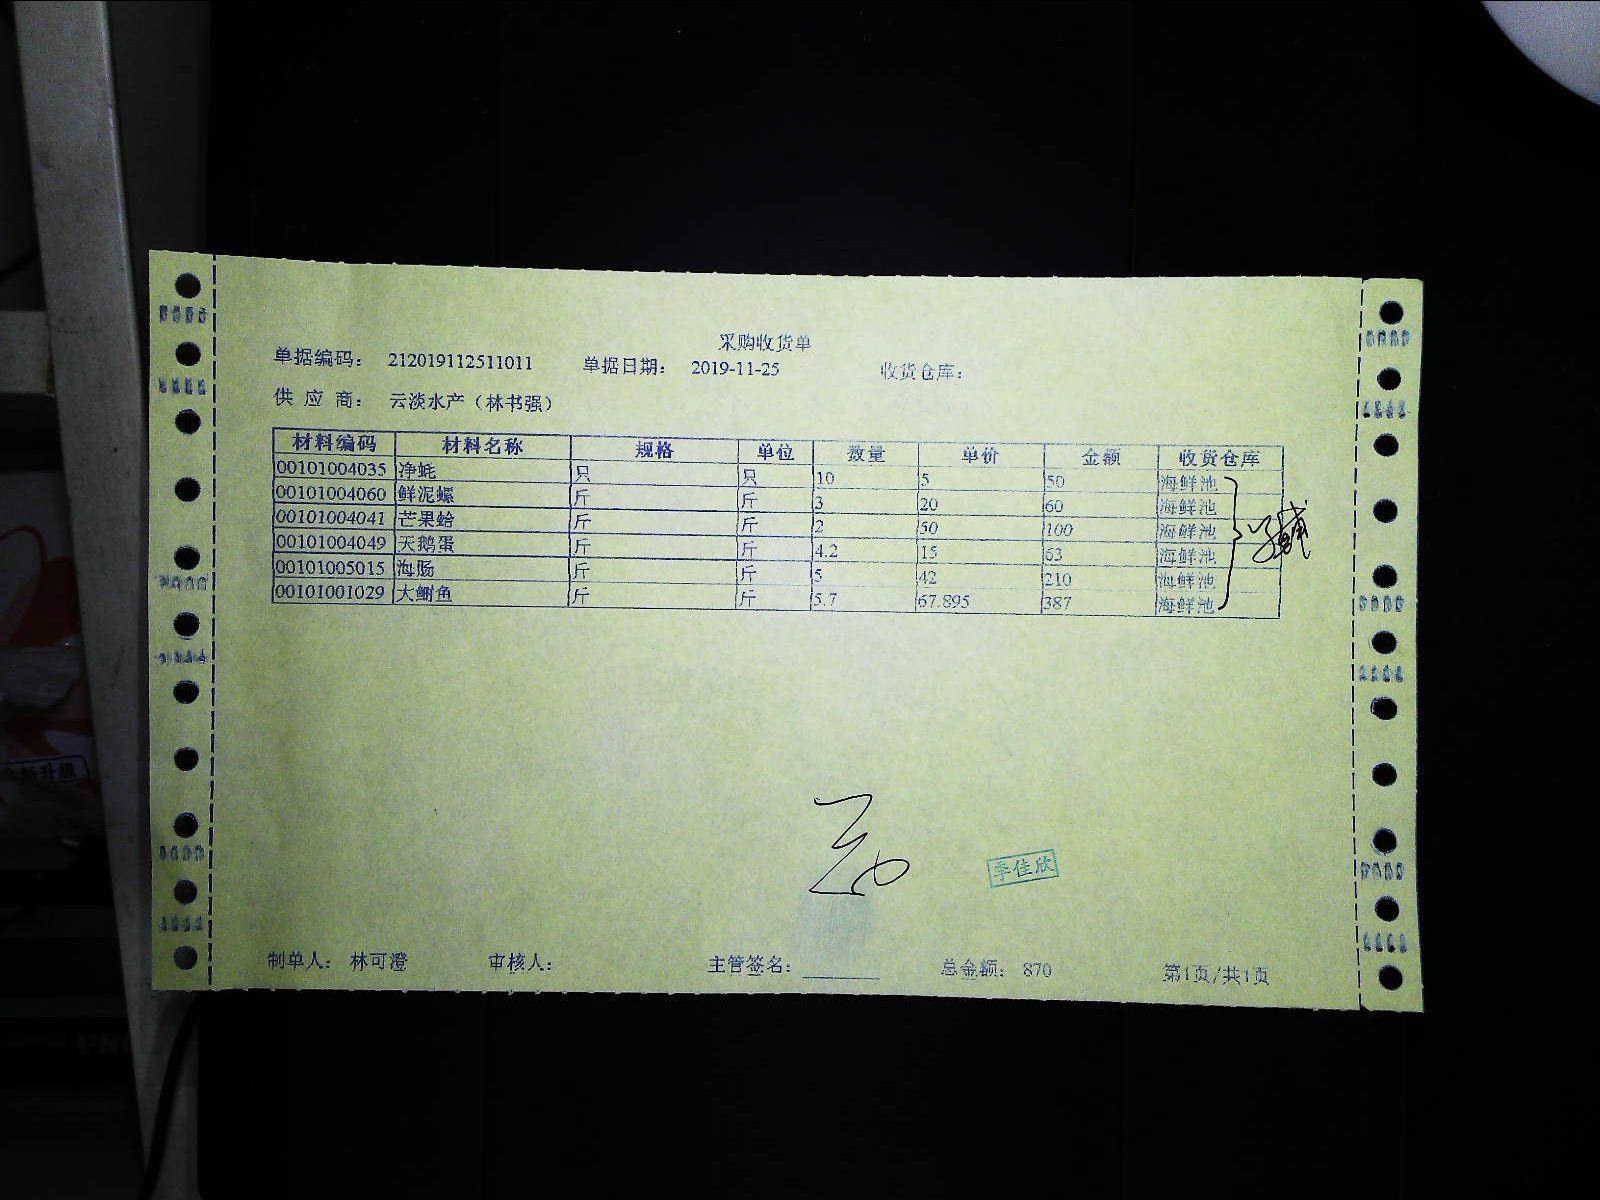 采购收货单
单据编码： 212019112511011 单据日期： 2019-11-25 收货仓库：
供 应 商： 云淡水产（林书强）
材料编码 材料名称 规格 单位 数量 单价 金额 收货仓库
00101004035 净蚝 只 只 10 5 50 海鲜池
00101004060 鲜泥螺 斤 斤 3 20 60 海鲜池
00101004041 芒果蛤 斤 斤 2 50 100 海鲜池
00101004049 天鹅蛋 斤 斤 4.2 15 63 海鲜池
00101005015 海肠 斤 斤 5 42 210 海鲜池
00101001029 大鲥鱼 斤 斤 5.7 67.895 387 海鲜池
李佳欣
制单人： 林可澄 审核人： 主管签名： 总金额： 870 第1页/共1页